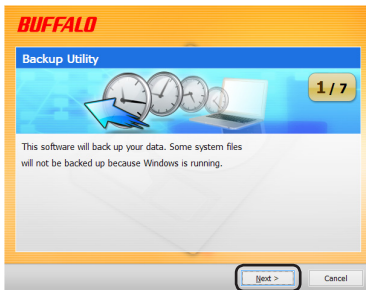 BUFFALO
Backup Utility
1 / 7
This software will back up your data. Some system files
will not be backed up because Windows is running.
Next >
Cancel